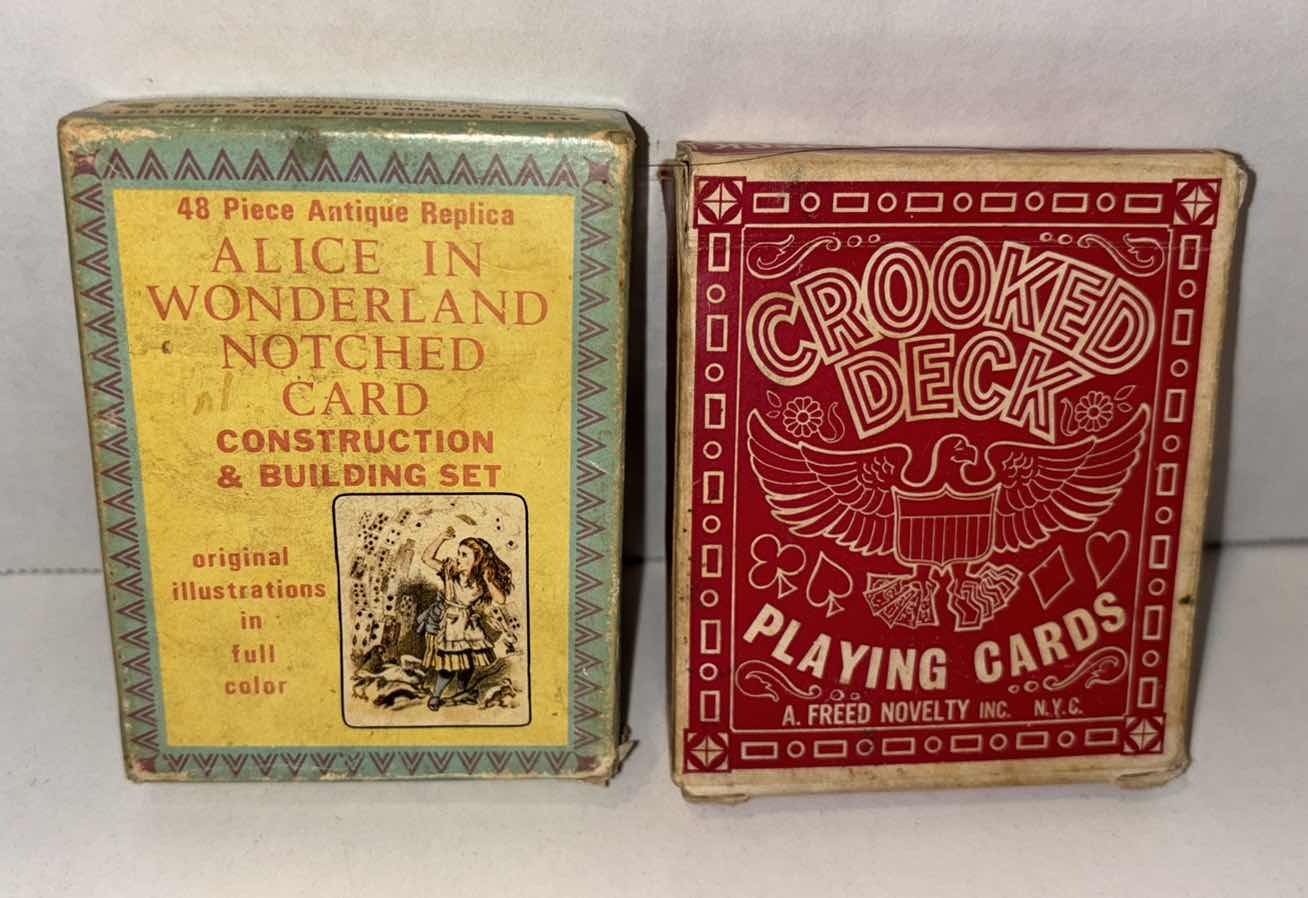 48 Piece Antique Replica
ALICE IN
WONDERLAND
NOTCHED
CARD
CONSTRUCTION
& BUILDING SET
original
illustrations
in
full
color
CROOKED
DECK
PLAYING CARDS
A. FREED NOVELTY INC. N.Y.C.